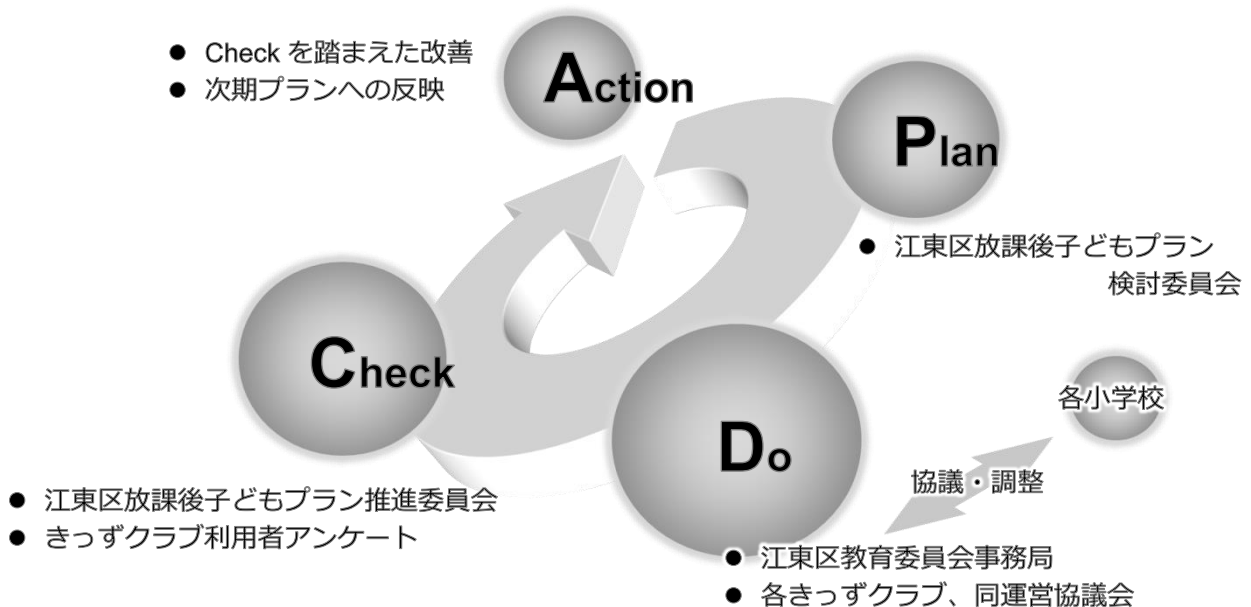 ● Check を踏まえた改善
● 次期プランへの反映
Action
Plan
● 江東区放課後子どもプラン
検討委員会
Check
Do
各小学校
協議・調整
● 江東区放課後子どもプラン推進委員会
● きっずクラブ利用者アンケート
● 江東区教育委員会事務局
● 各きっずクラブ、同運営協議会